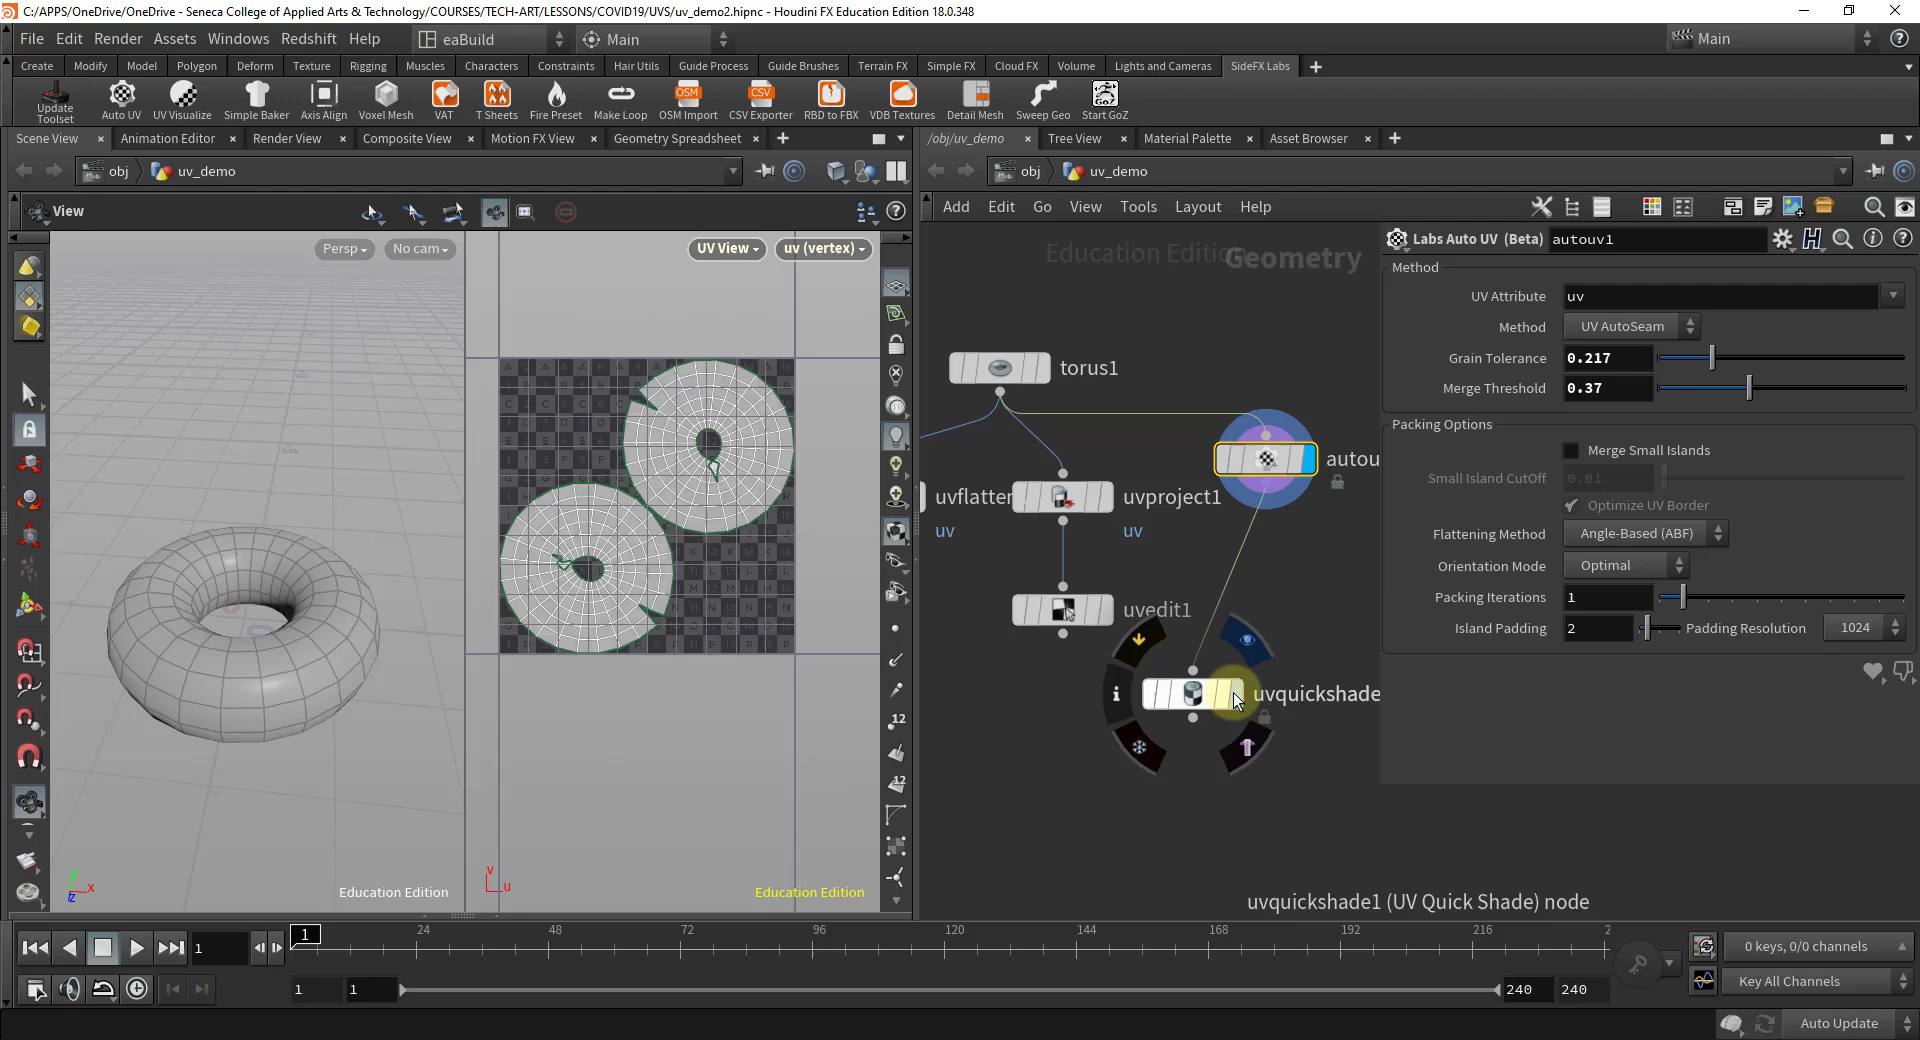 C:/APPS/OneDrive/OneDrive - Seneca College of Applied Arts & Technology/COURSES/TECH-ART/LESSONS/COVID19/UVS/uv_demo2.hipnc - Houdini FX Education Edition 18.0.348
File Edit Render Assets Windows Redshift Help eaBuild Main Main
Create Modify Model Polygon Deform Texture Rigging Muscles Characters Constraints Hair Utils Guide Process Guide Brushes Terrain FX Simple FX Cloud FX Volume Lights and Cameras SideFX Labs
OSM CSV GoZ
Update Toolset Auto UV UV Visualize Simple Baker Axis Align Voxel Mesh VAT T Sheets Fire Preset Make Loop OSM Import CSV Exporter RBD to FBX VDB Textures Detail Mesh Sweep Geo Start GoZ
Scene View Animation Editor Render View Composite View Motion FX View Geometry Spreadsheet /obj/uv_demo Tree View Material Palette Asset Browser
obj uv_demo obj uv_demo
View Add Edit Go View Tools Layout Help
Persp No cam UV View uv (vertex)
Education Edition Geometry
Labs Auto UV (Beta) autouv1
Method
UV Attribute uv
Method UV AutoSeam
Grain Tolerance 0.217
Merge Threshold 0.37
Packing Options
Merge Small Islands
Small Island CutOff 0.01
Optimize UV Border
Flattening Method Angle-Based (ABF)
Orientation Mode Optimal
Packing Iterations 1
Island Padding 2 Padding Resolution 1024
torus1
autou
uvflatten uvproject1
uv uv
uvedit1
uvquickshade
12
12
y x z
v u
Education Edition Education Edition
uvquickshade1 (UV Quick Shade) node
1 1 24 48 72 96 120 144 168 192 216 2
0 keys, 0/0 channels
1 1 240 240 Key All Channels
Auto Update